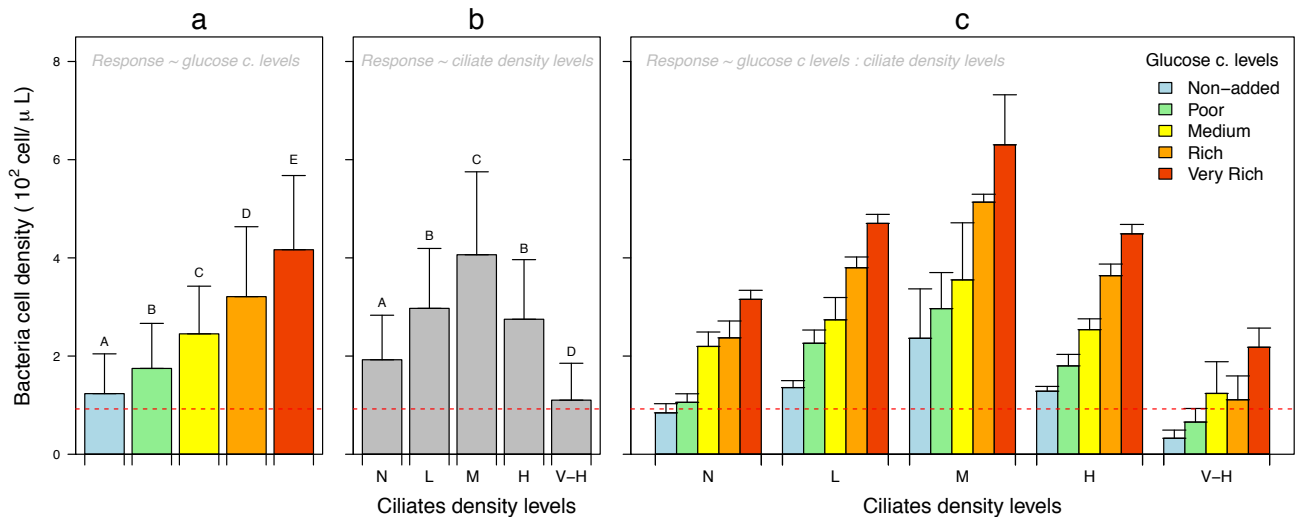 a
b
c
Bacteria cell density ( 10² cell/ μ L)
8
6
4
2
0
Response ~ glucose c. levels
A
B
C
D
E
Response ~ ciliate density levels
A
B
C
B
D
N L M H V−H
Ciliates density levels
Response ~ glucose c levels : ciliate density levels
Glucose c. levels
Non−added
Poor
Medium
Rich
Very Rich
N L M H V−H
Ciliates density levels